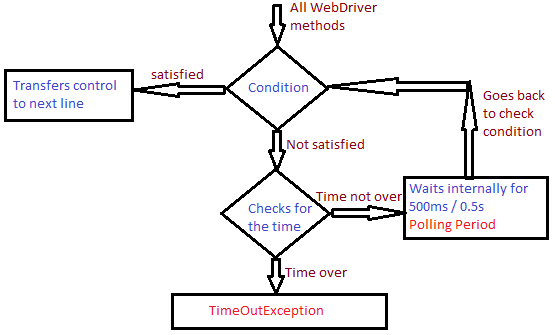 All WebDriver
methods
satisfied
Transfers control
to next line
Condition
Goes back
to check
condition
Not satisfied
Checks for
the time
Time not over
Waits internally for
500ms / 0.5s
Polling Period
Time over
TimeOutException